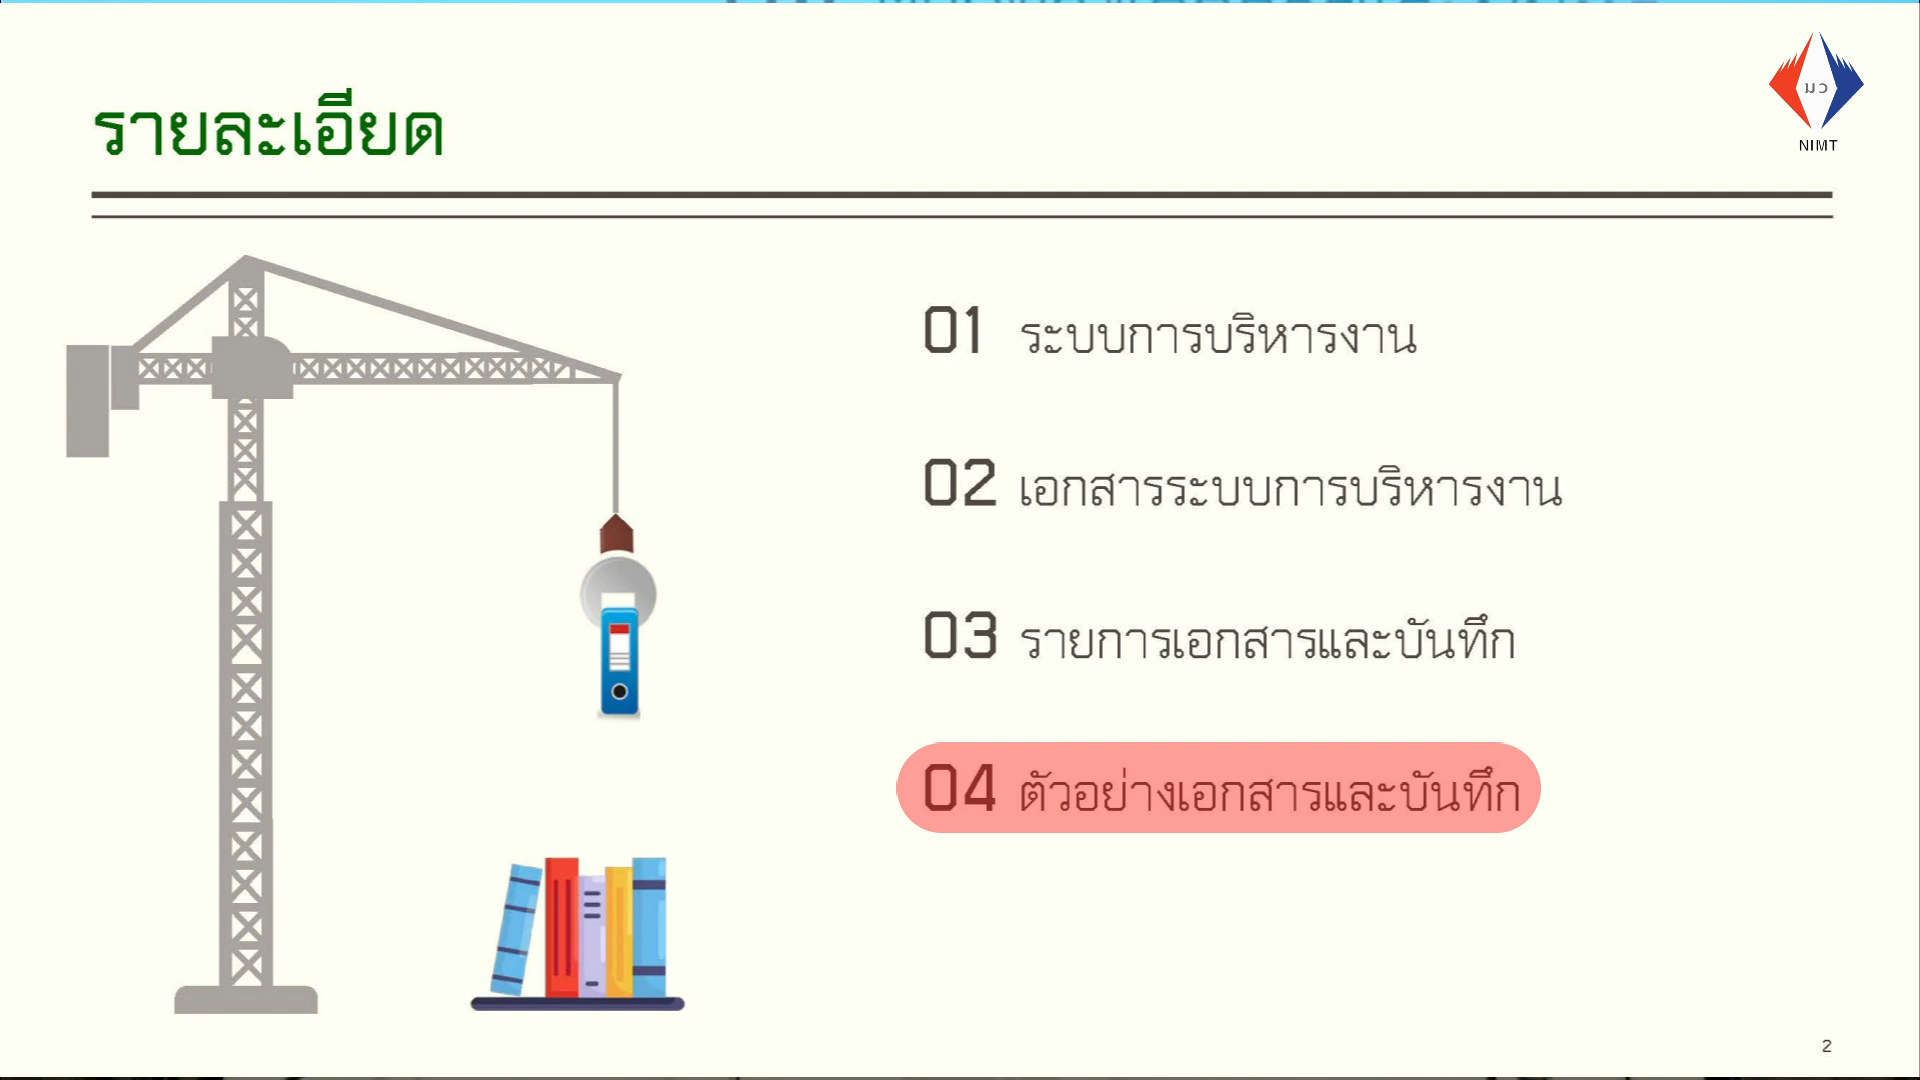 รายละเอียด
มว
NIMT
01 ระบบการบริหารงาน
02 เอกสารระบบการบริหารงาน
03 รายการเอกสารและบันทึก
04 ตัวอย่างเอกสารและบันทึก
2